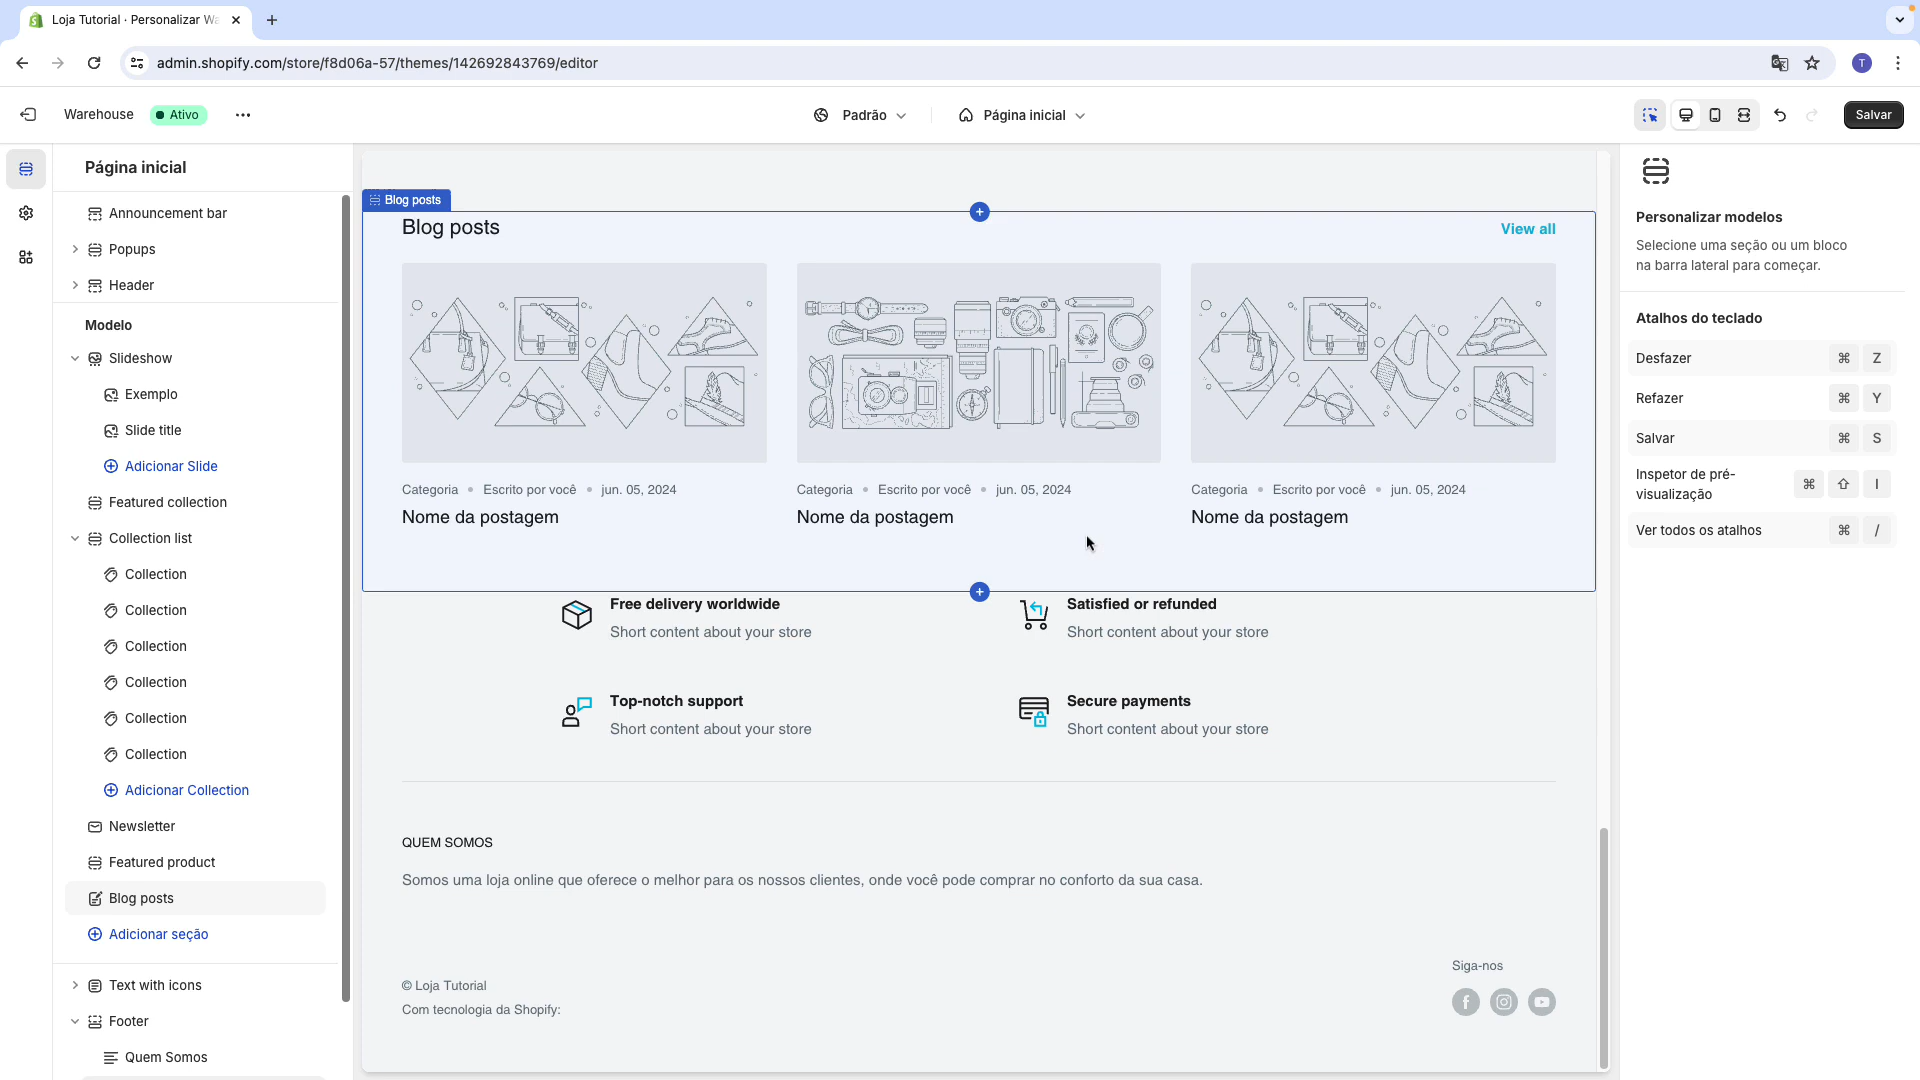 Loja Tutorial · Personalizar Wa
admin.shopify.com/store/f8d06a-57/themes/142692843769/editor
T
Warehouse
Ativo
Padrão
Página inicial
Salvar
Página inicial
Announcement bar
Popups
Header
Modelo
Slideshow
Exemplo
Slide title
Adicionar Slide
Featured collection
Collection list
Collection
Collection
Collection
Collection
Collection
Collection
Adicionar Collection
Newsletter
Featured product
Blog posts
Adicionar seção
Text with icons
Footer
Quem Somos
Blog posts
Blog posts
View all
Categoria • Escrito por você • jun. 05, 2024
Nome da postagem
Categoria • Escrito por você • jun. 05, 2024
Nome da postagem
Categoria • Escrito por você • jun. 05, 2024
Nome da postagem
Free delivery worldwide
Short content about your store
Satisfied or refunded
Short content about your store
Top-notch support
Short content about your store
Secure payments
Short content about your store
QUEM SOMOS
Somos uma loja online que oferece o melhor para os nossos clientes, onde você pode comprar no conforto da sua casa.
© Loja Tutorial
Com tecnologia da Shopify:
Siga-nos
Personalizar modelos
Selecione uma seção ou um bloco
na barra lateral para começar.
Atalhos do teclado
Desfazer ⌘ Z
Refazer ⌘ Y
Salvar ⌘ S
Inspetor de pré-
visualização ⌘ ⇧ I
Ver todos os atalhos ⌘ /